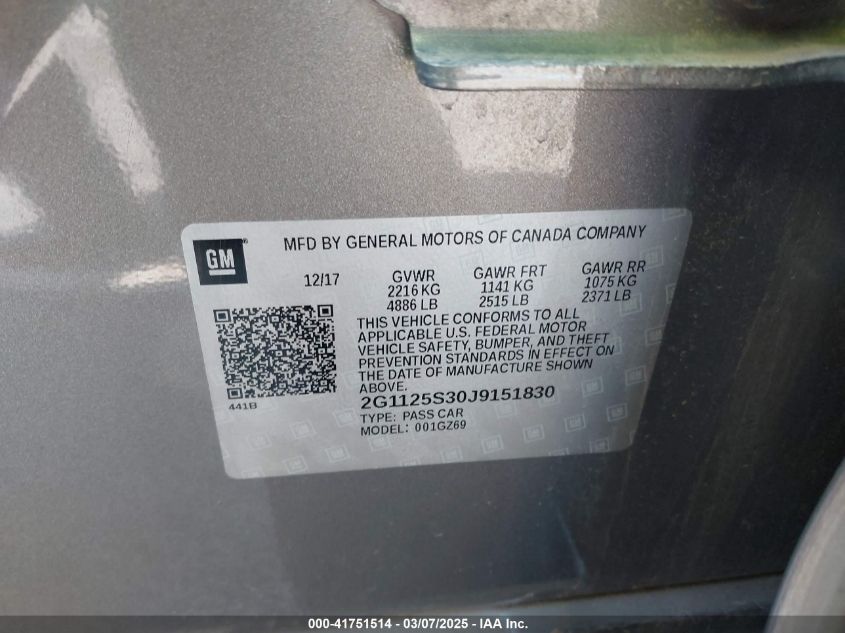 GM
MFD BY GENERAL MOTORS OF CANADA COMPANY
12/17
GVWR
2216 KG
4886 LB
GAWR FRT
1141 KG
2515 LB
GAWR RR
1075 KG
2371 LB
THIS VEHICLE CONFORMS TO ALL
APPLICABLE U.S. FEDERAL MOTOR
VEHICLE SAFETY, BUMPER, AND THEFT
PREVENTION STANDARDS IN EFFECT ON
THE DATE OF MANUFACTURE SHOWN
ABOVE.
441B
2G1125S30J9151830
TYPE: PASS CAR
MODEL: 001GZ69
000-41751514 — 03/07/2025 — IAA Inc.